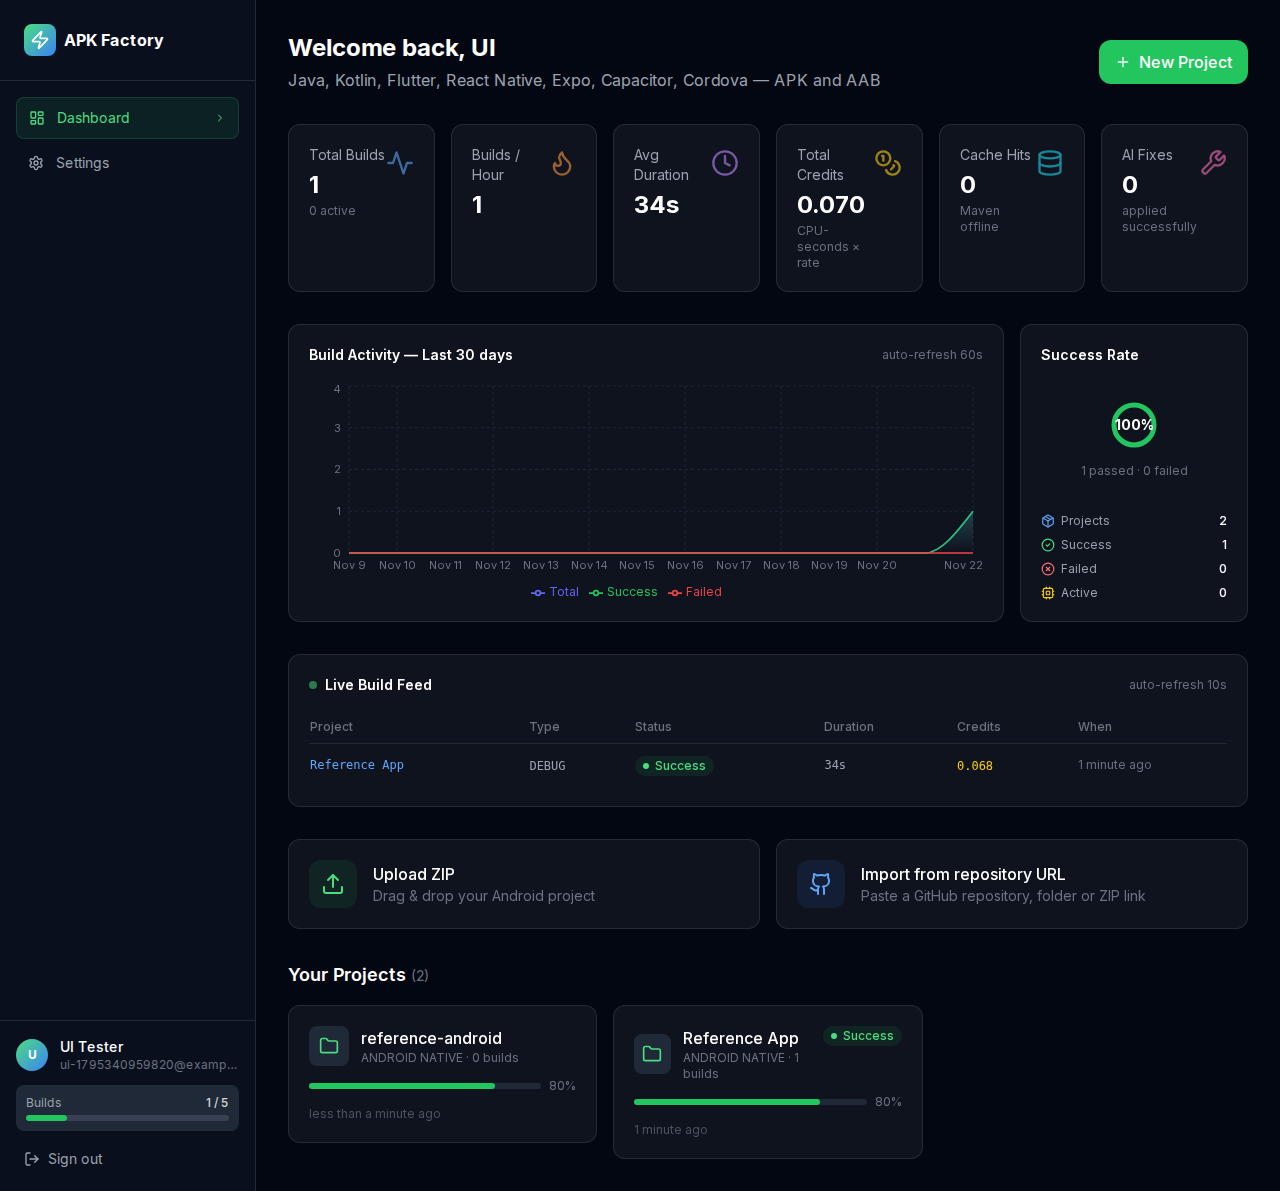 APK Factory
Dashboard
Settings
UI Tester
U
ui-1795340959820@examp...
Builds 1 / 5
Sign out
Welcome back, UI
Java, Kotlin, Flutter, React Native, Expo, Capacitor, Cordova — APK and AAB
New Project
Total Builds
1
0 active
Builds /
Hour
1
Avg
Duration
34s
Total
Credits
0.070
CPU-
seconds ×
rate
Cache Hits
0
Maven
offline
AI Fixes
0
applied
successfully
Build Activity — Last 30 days
auto-refresh 60s
4
3
2
1
0
Nov 9 Nov 10 Nov 11 Nov 12 Nov 13 Nov 14 Nov 15 Nov 16 Nov 17 Nov 18 Nov 19 Nov 20 Nov 22
Total Success Failed
Success Rate
100%
1 passed · 0 failed
Projects 2
Success 1
Failed 0
Active 0
Live Build Feed
auto-refresh 10s
Project Type Status Duration Credits When
Reference App DEBUG Success 34s 0.068 1 minute ago
Upload ZIP
Drag & drop your Android project
Import from repository URL
Paste a GitHub repository, folder or ZIP link
Your Projects (2)
reference-android
ANDROID NATIVE · 0 builds
80%
less than a minute ago
Reference App
Success
ANDROID NATIVE · 1
builds
80%
1 minute ago